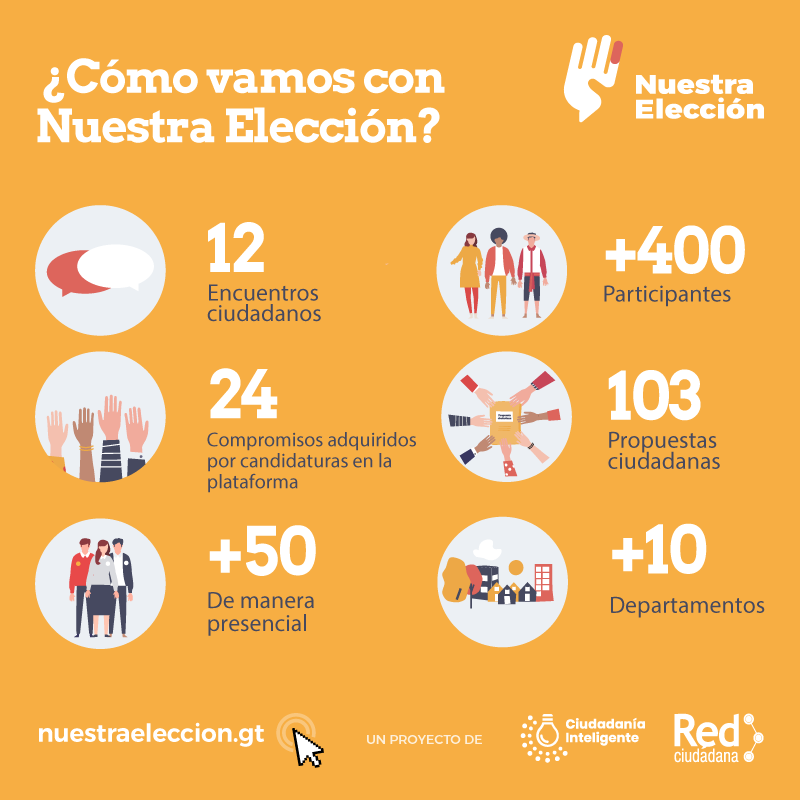 ¿Cómo vamos con
Nuestra Elección?
Nuestra
Elección
12
Encuentros
ciudadanos
+400
Participantes
24
Compromisos adquiridos
por candidaturas en la
plataforma
103
Propuestas
ciudadanas
+50
De manera
presencial
+10
Departamentos
nuestraeleccion.gt
UN PROYECTO DE
Ciudadanía
Inteligente
Red
ciudadana